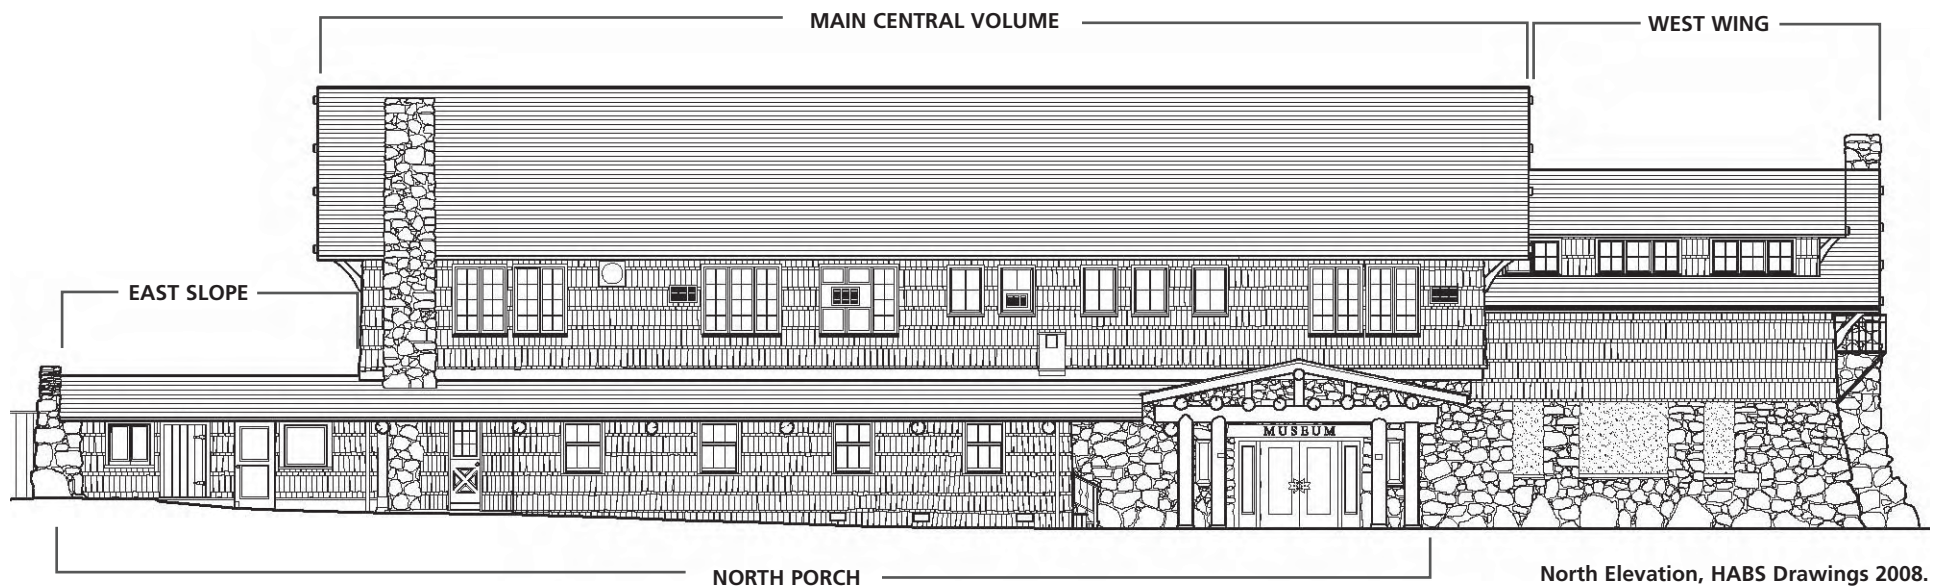 MAIN CENTRAL VOLUME
WEST WING
EAST SLOPE
MUSEUM
NORTH PORCH
North Elevation, HABS Drawings 2008.